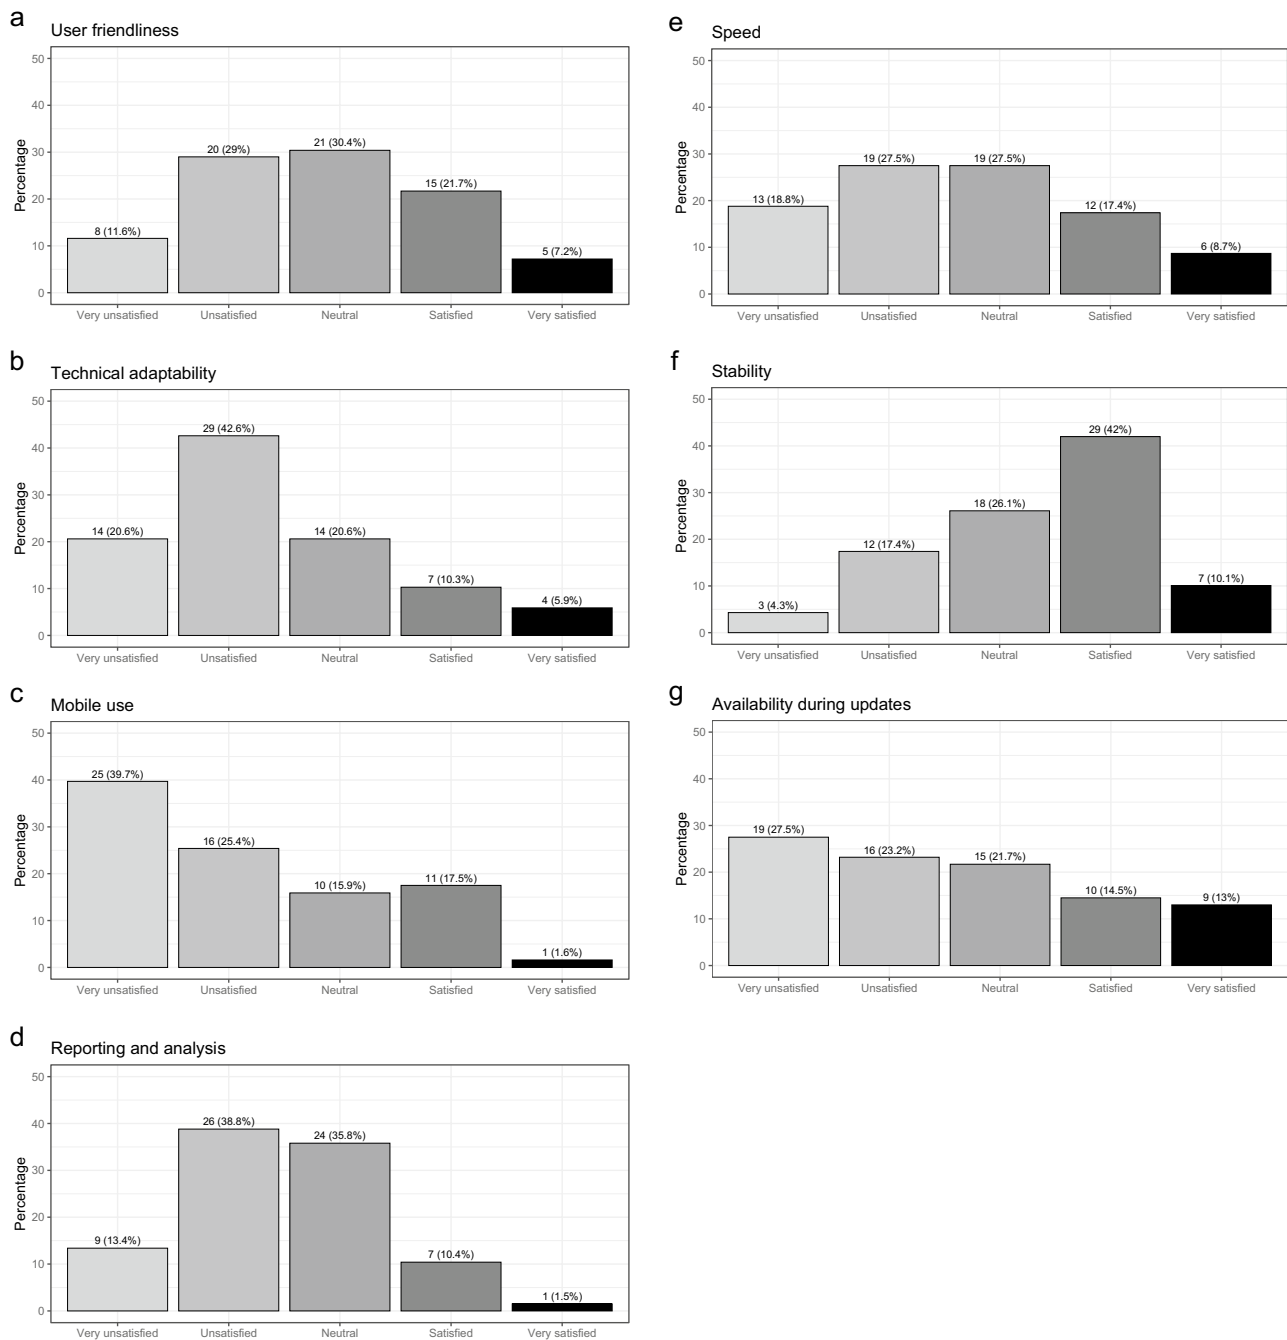 a
User friendliness
Percentage
50
40
30
20
10
0
8 (11.6%)
20 (29%)
21 (30.4%)
15 (21.7%)
5 (7.2%)
Very unsatisfied Unsatisfied Neutral Satisfied Very satisfied
b
Technical adaptability
Percentage
50
40
30
20
10
0
14 (20.6%)
29 (42.6%)
14 (20.6%)
7 (10.3%)
4 (5.9%)
Very unsatisfied Unsatisfied Neutral Satisfied Very satisfied
c
Mobile use
Percentage
50
40
30
20
10
0
25 (39.7%)
16 (25.4%)
10 (15.9%)
11 (17.5%)
1 (1.6%)
Very unsatisfied Unsatisfied Neutral Satisfied Very satisfied
d
Reporting and analysis
Percentage
50
40
30
20
10
0
9 (13.4%)
26 (38.8%)
24 (35.8%)
7 (10.4%)
1 (1.5%)
Very unsatisfied Unsatisfied Neutral Satisfied Very satisfied
e
Speed
Percentage
50
40
30
20
10
0
13 (18.8%)
19 (27.5%)
19 (27.5%)
12 (17.4%)
6 (8.7%)
Very unsatisfied Unsatisfied Neutral Satisfied Very satisfied
f
Stability
Percentage
50
40
30
20
10
0
3 (4.3%)
12 (17.4%)
18 (26.1%)
29 (42%)
7 (10.1%)
Very unsatisfied Unsatisfied Neutral Satisfied Very satisfied
g
Availability during updates
Percentage
50
40
30
20
10
0
19 (27.5%)
16 (23.2%)
15 (21.7%)
10 (14.5%)
9 (13%)
Very unsatisfied Unsatisfied Neutral Satisfied Very satisfied